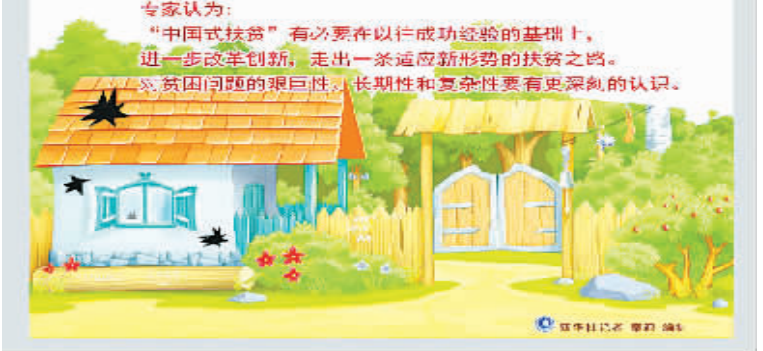 专家认为：
“中国式扶贫”有必要在以往成功经验的基础上，
进一步改革创新，走出一条适应新形势的扶贫之路。
对贫困问题的艰巨性、长期性和复杂性要有更深刻的认识。
新华社记者 编制